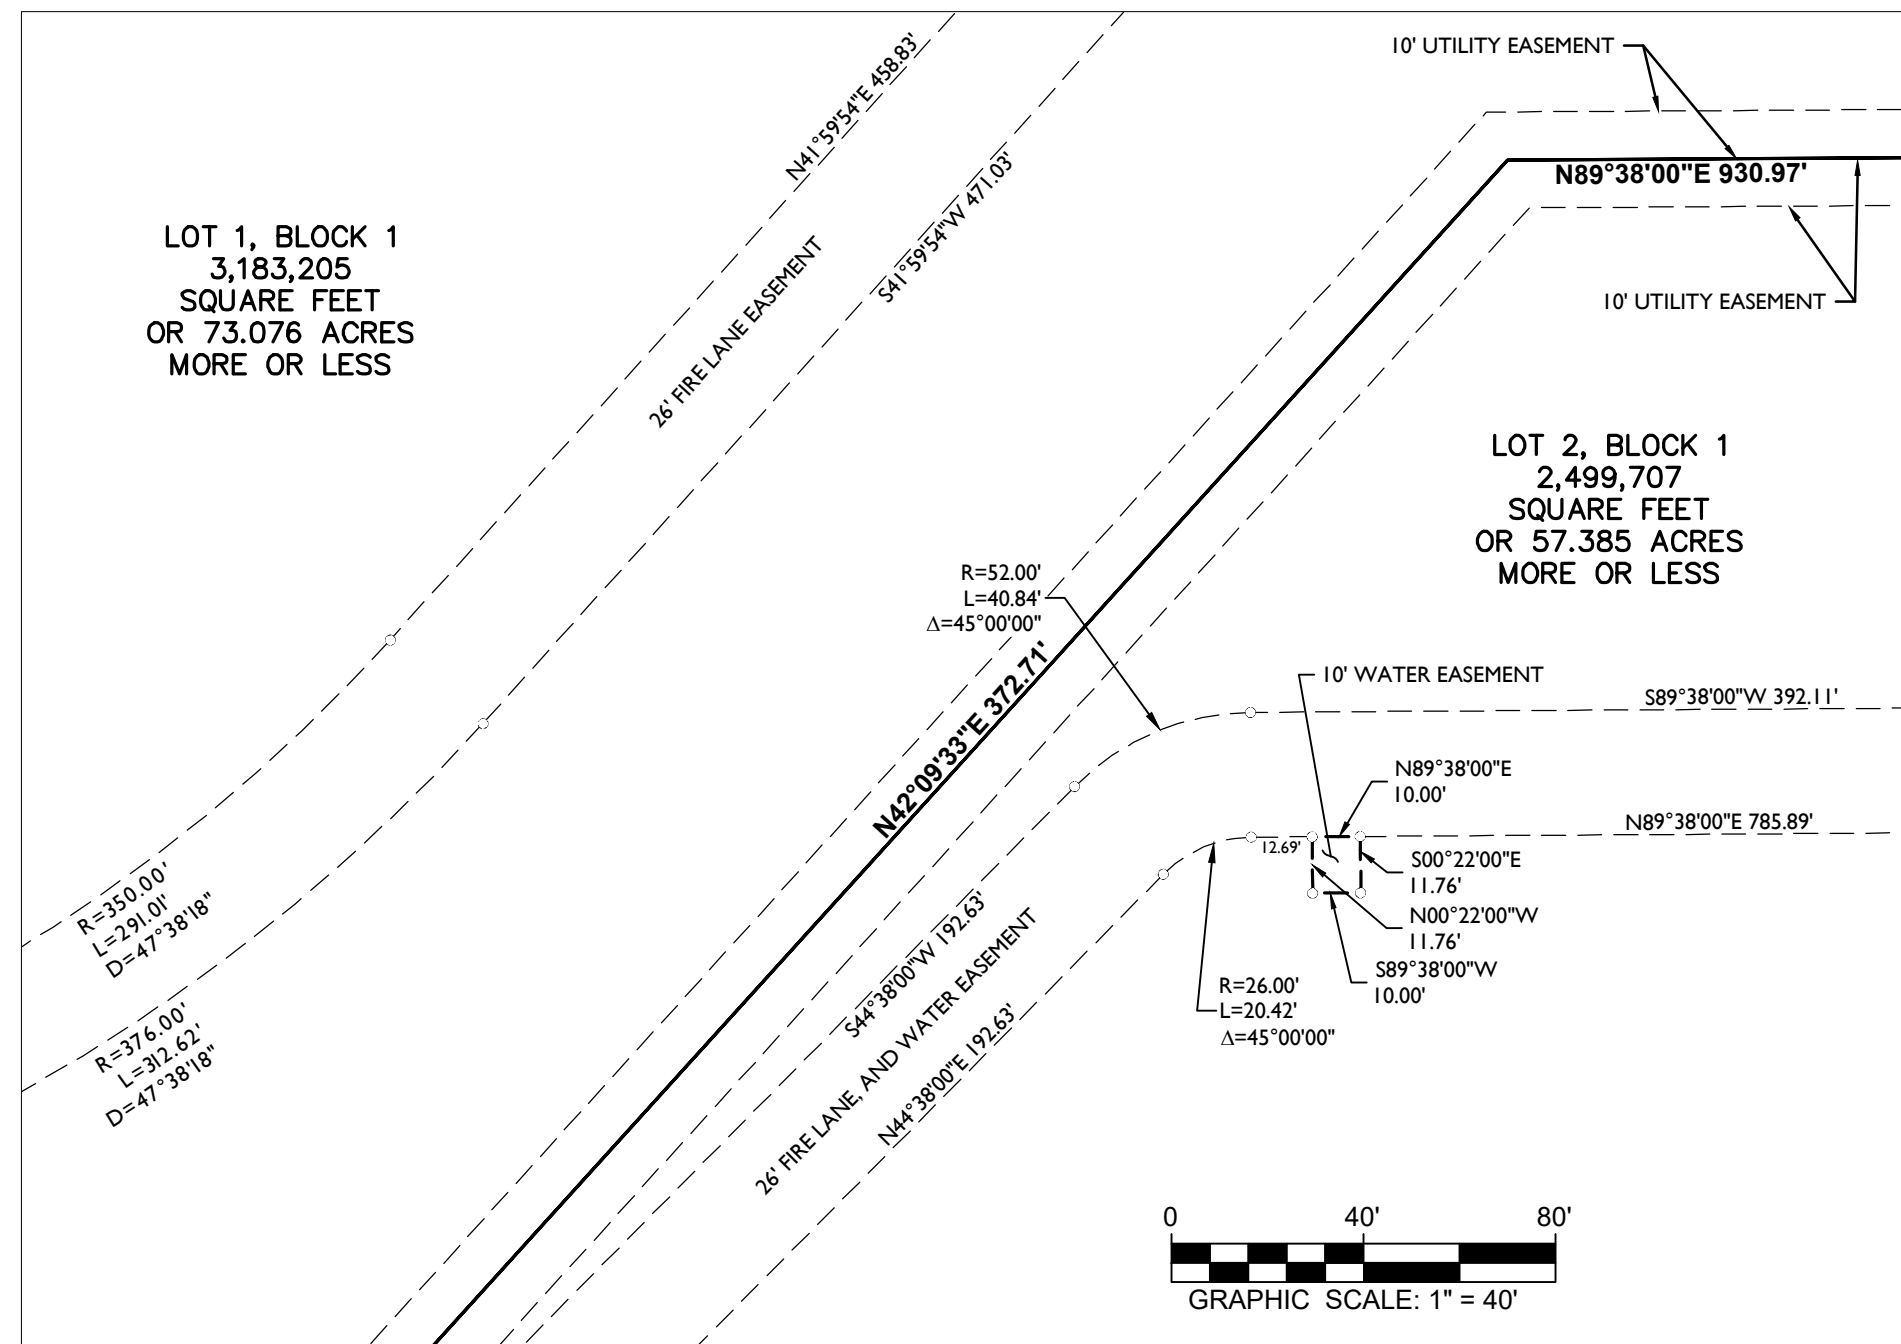 10' UTILITY EASEMENT
N41°59'54"E 458.83'
S41°59'54"W 471.03'
N89°38'00"E 930.97'
LOT 1, BLOCK 1
3,183,205
SQUARE FEET
OR 73.076 ACRES
MORE OR LESS
26' FIRE LANE EASEMENT
10' UTILITY EASEMENT
LOT 2, BLOCK 1
2,499,707
SQUARE FEET
OR 57.385 ACRES
MORE OR LESS
R=52.00'
L=40.84'
Δ=45°00'00"
N42°09'33"E 372.71'
10' WATER EASEMENT
S89°38'00"W 392.11'
N89°38'00"E
10.00'
N89°38'00"E 785.89'
12.69'
S00°22'00"E
11.76'
N00°22'00"W
11.76'
S89°38'00"W
10.00'
R=350.00'
L=291.01'
D=47°38'18"
S44°38'00"W 192.63'
26' FIRE LANE, AND WATER EASEMENT
N44°38'00"E 192.63'
R=26.00'
L=20.42'
Δ=45°00'00"
R=376.00'
L=312.62'
D=47°38'18"
0 40' 80'
GRAPHIC SCALE: 1" = 40'